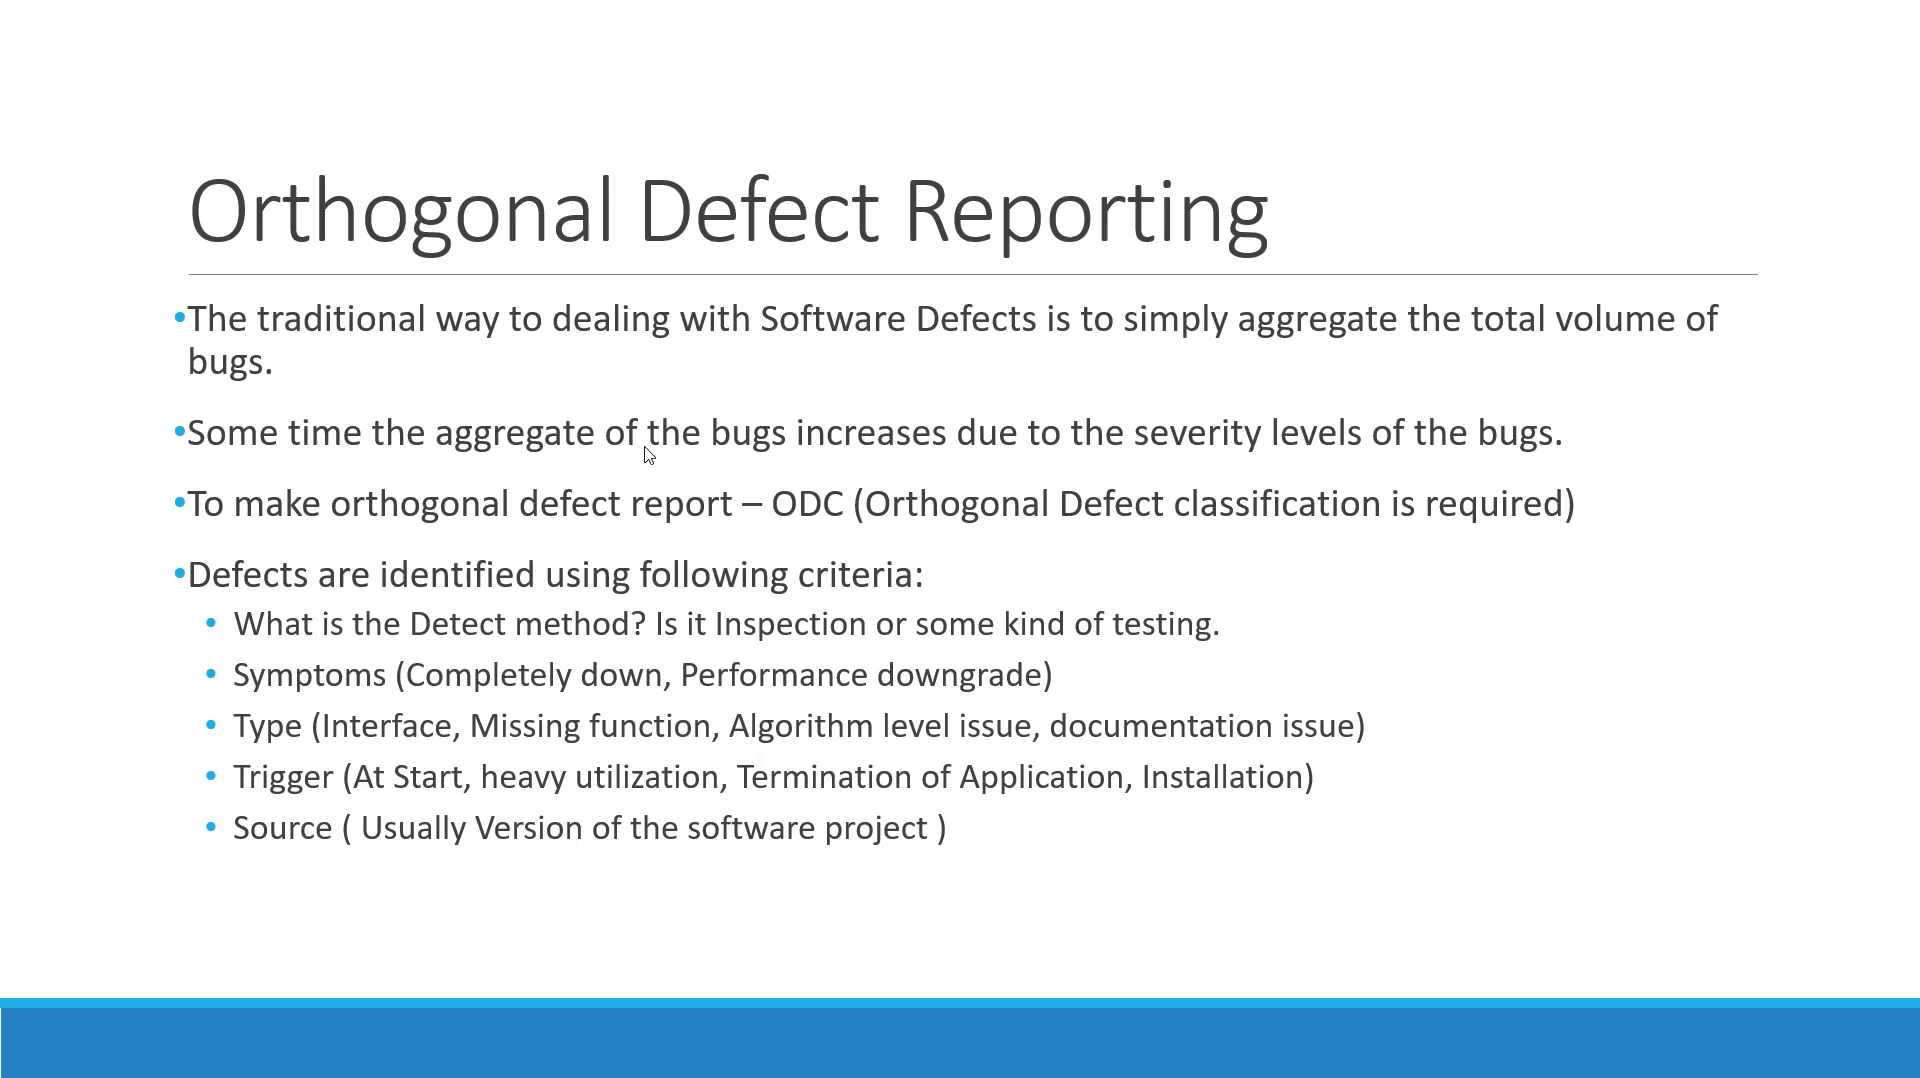 Orthogonal Defect Reporting
•The traditional way to dealing with Software Defects is to simply aggregate the total volume of
bugs.
•Some time the aggregate of the bugs increases due to the severity levels of the bugs.
•To make orthogonal defect report – ODC (Orthogonal Defect classification is required)
•Defects are identified using following criteria:
• What is the Detect method? Is it Inspection or some kind of testing.
• Symptoms (Completely down, Performance downgrade)
• Type (Interface, Missing function, Algorithm level issue, documentation issue)
• Trigger (At Start, heavy utilization, Termination of Application, Installation)
• Source ( Usually Version of the software project )